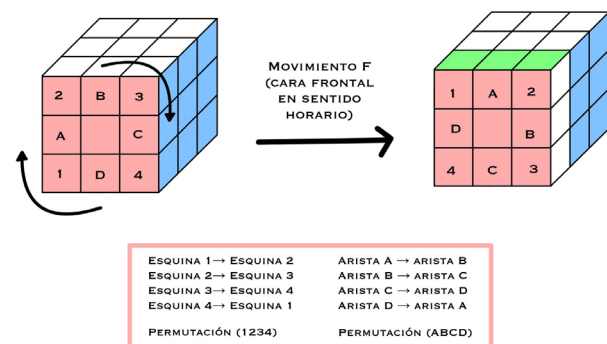 Movimiento F
(cara frontal
en sentido
horario)
2 B 3
A C
1 D 4
1 A 2
D B
4 C 3
Esquina 1→ Esquina 2
Esquina 2→ Esquina 3
Esquina 3→ Esquina 4
Esquina 4→ Esquina 1
Permutación (1234)
Arista A → arista B
Arista B → arista C
Arista C → arista D
Arista D → arista A
Permutación (ABCD)